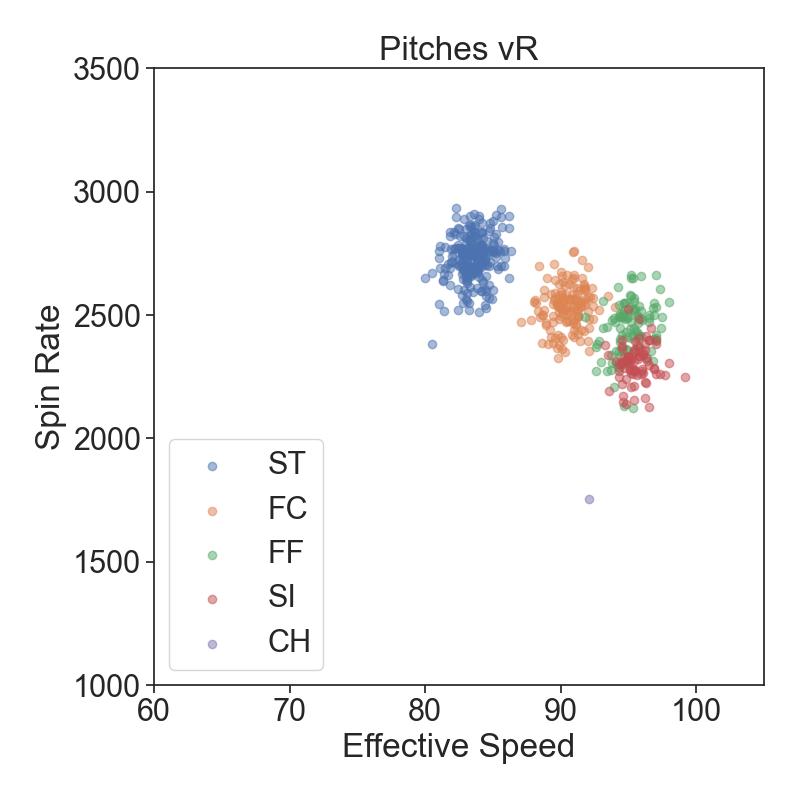 Pitches vR
3500
3000
2500
2000
1500
1000
Spin Rate
ST
FC
FF
SI
CH
60 70 80 90 100
Effective Speed